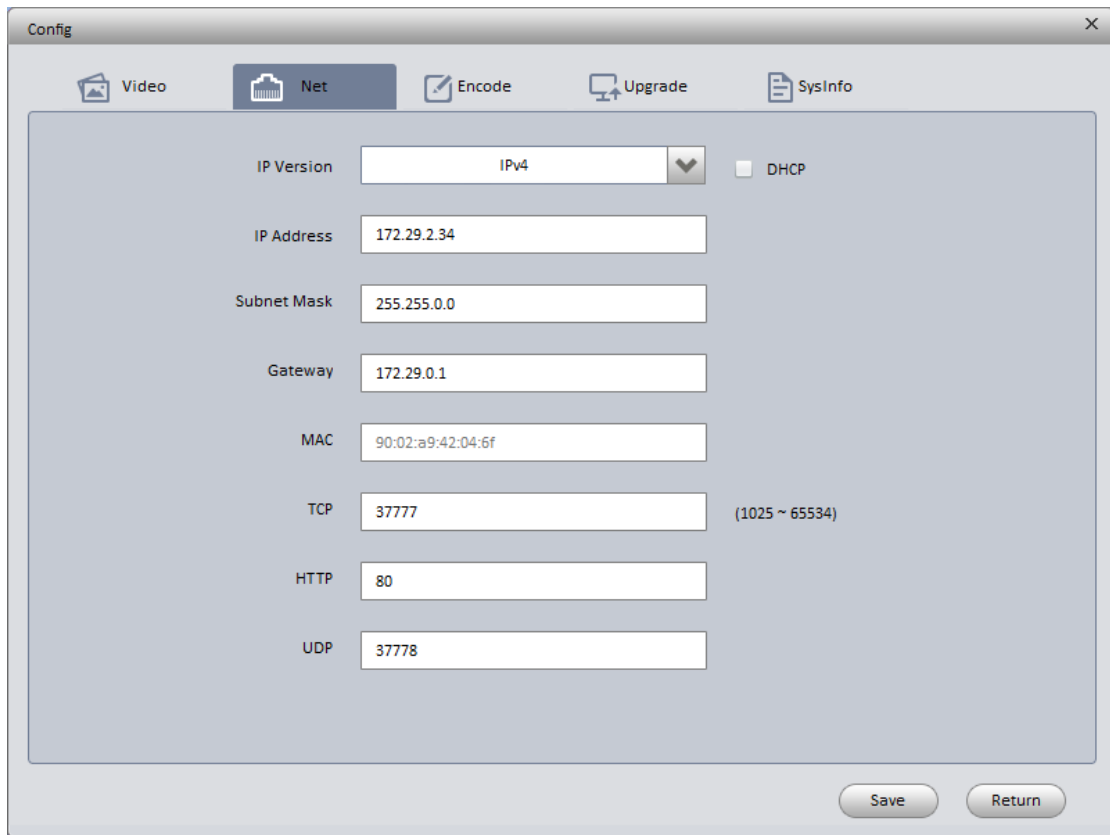 Config
Video Net Encode Upgrade SysInfo
IP Version IPv4 DHCP
IP Address 172.29.2.34
Subnet Mask 255.255.0.0
Gateway 172.29.0.1
MAC 90:02:a9:42:04:6f
TCP 37777 (1025 ~ 65534)
HTTP 80
UDP 37778
Save Return